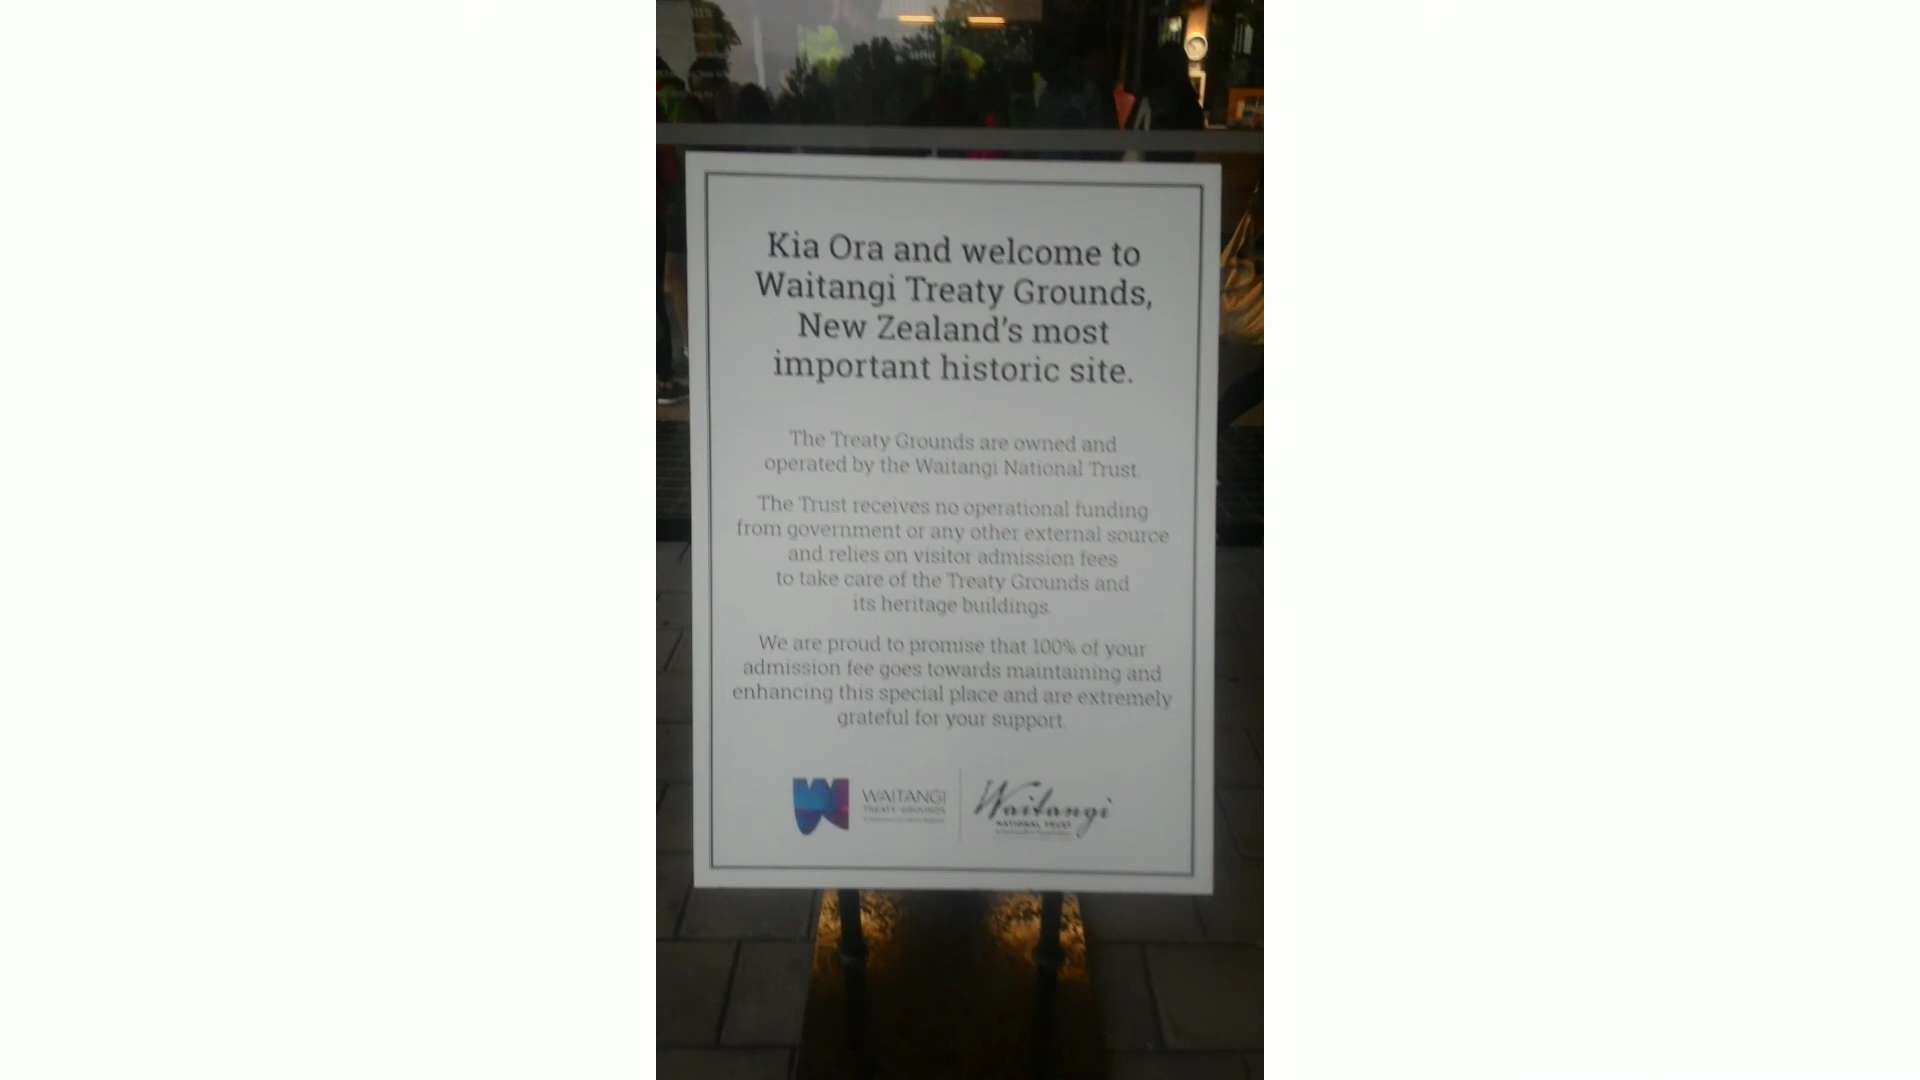 Kia Ora and welcome to
Waitangi Treaty Grounds,
New Zealand's most
important historic site.
The Treaty Grounds are owned and
operated by the Waitangi National Trust.
The Trust receives no operational funding
from government or any other external source
and relies on visitor admission fees
to take care of the Treaty Grounds and
its heritage buildings.
We are proud to promise that 100% of your
admission fee goes towards maintaining and
enhancing this special place and are extremely
grateful for your support.
WAITANGI
TREATY GROUNDS
Waitangi
NATIONAL TRUST